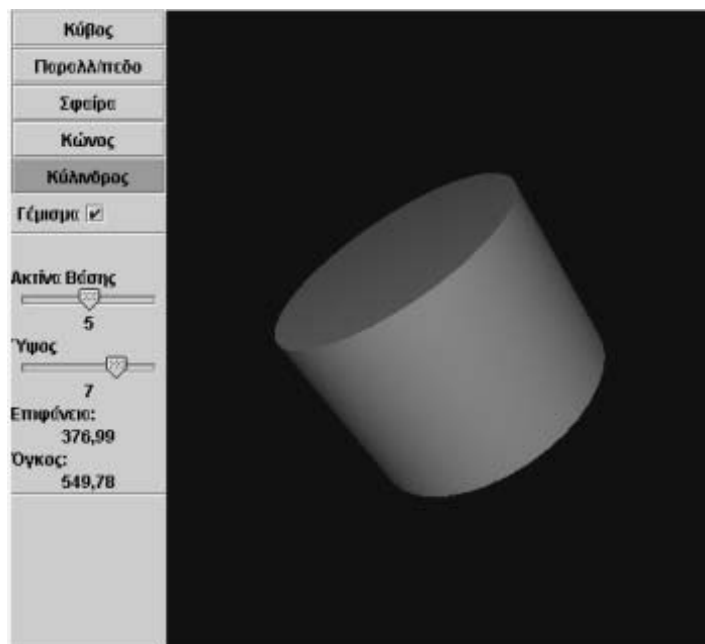 Κύβος
Παραλλ/πεδο
Σφαίρα
Κώνος
Κύλινδρος
Γέμισμα
Ακτίνα Βάσης
5
Ύψος
7
Επιφάνεια:
376,99
Όγκος:
549,78